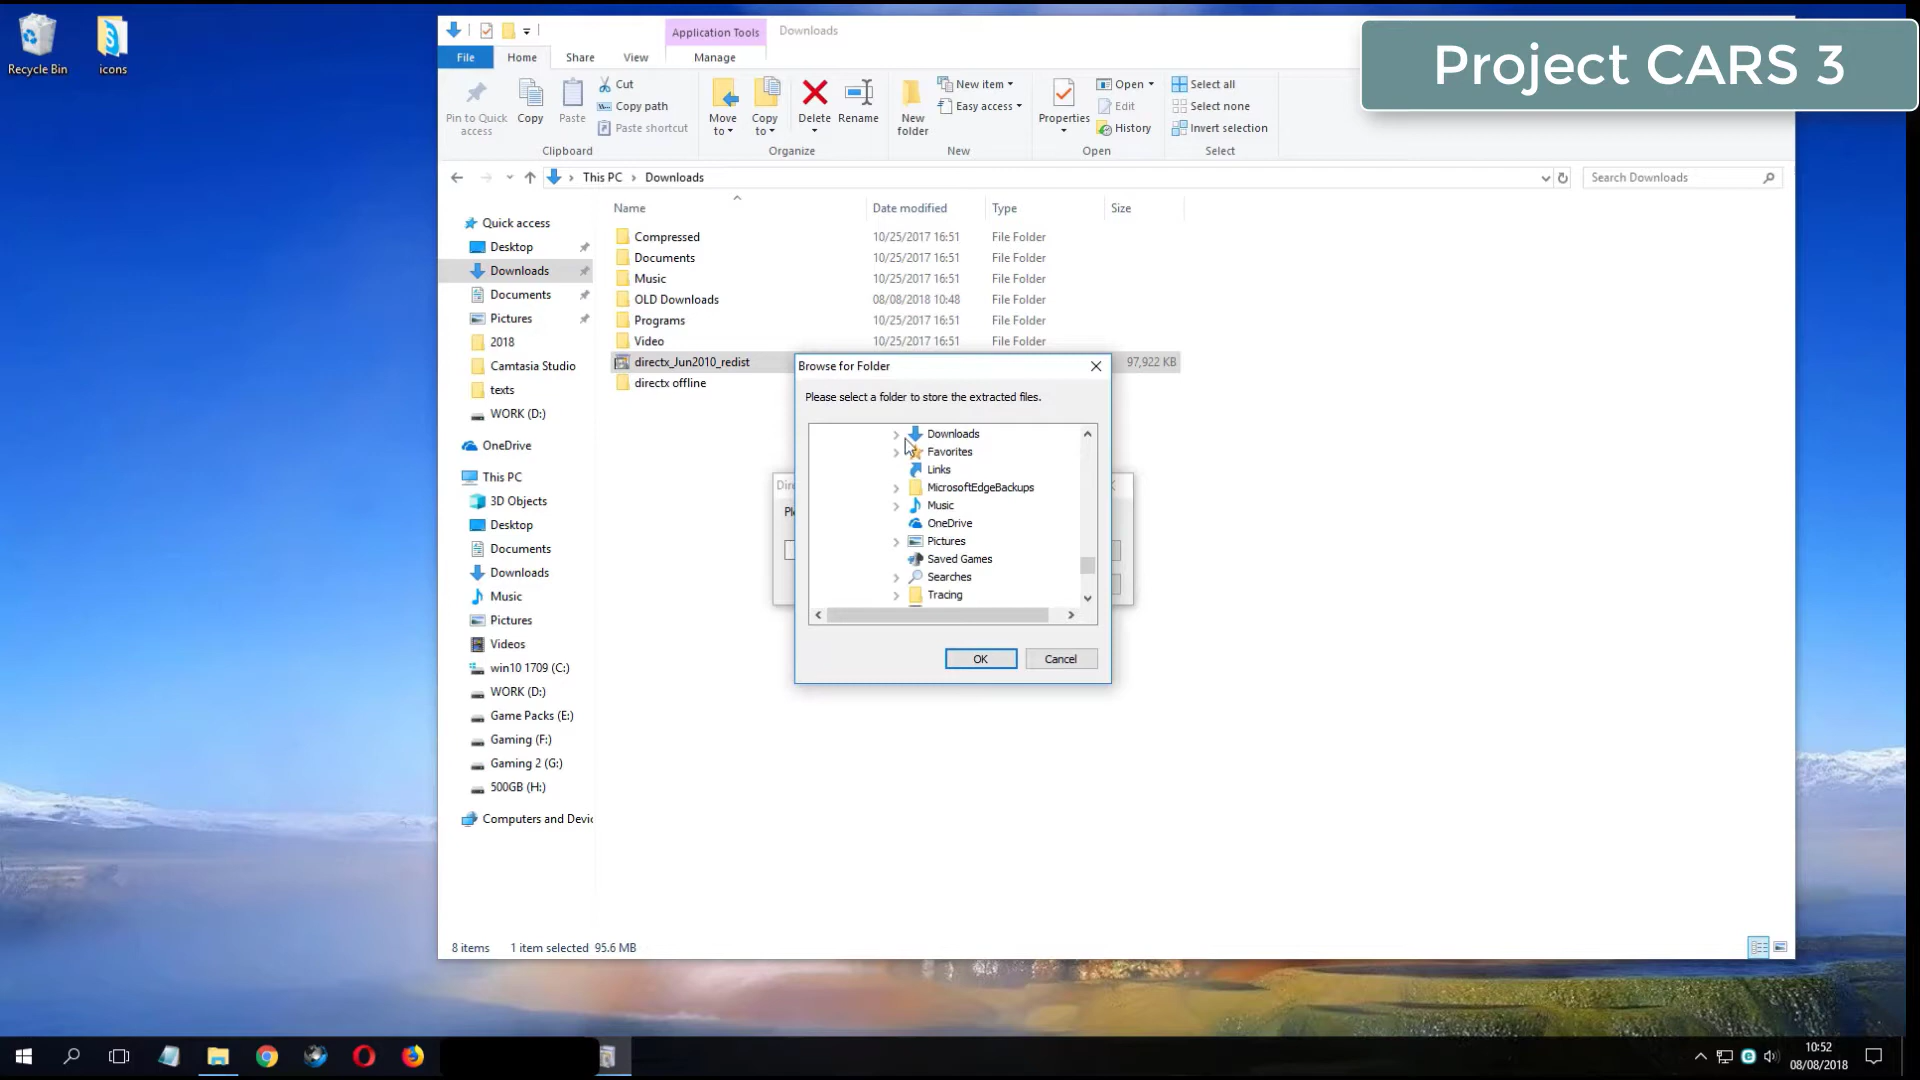 Recycle Bin
icons
Application Tools
Downloads
File
Home
Share
View
Manage
Project CARS 3
Pin to Quick access
Copy
Paste
Cut
Copy path
Paste shortcut
Clipboard
Move to
Copy to
Delete
Rename
Organize
New folder
New item
Easy access
New
Properties
Open
Edit
History
Open
Select all
Select none
Invert selection
Select
This PC > Downloads
Search Downloads
Name
Date modified
Type
Size
Quick access
Desktop
Downloads
Documents
Pictures
2018
Camtasia Studio
texts
WORK (D:)
OneDrive
This PC
3D Objects
Desktop
Documents
Downloads
Music
Pictures
Videos
win10 1709 (C:)
WORK (D:)
Game Packs (E:)
Gaming (F:)
Gaming 2 (G:)
500GB (H:)
Computers and Devic
Compressed 10/25/2017 16:51 File Folder
Documents 10/25/2017 16:51 File Folder
Music 10/25/2017 16:51 File Folder
OLD Downloads 08/08/2018 10:48 File Folder
Programs 10/25/2017 16:51 File Folder
Video 10/25/2017 16:51 File Folder
directx_Jun2010_redist 97,922 KB
directx offline
Browse for Folder
Please select a folder to store the extracted files.
Downloads
Favorites
Links
MicrosoftEdgeBackups
Music
OneDrive
Pictures
Saved Games
Searches
Tracing
OK
Cancel
8 items
1 item selected 95.6 MB
10:52
08/08/2018